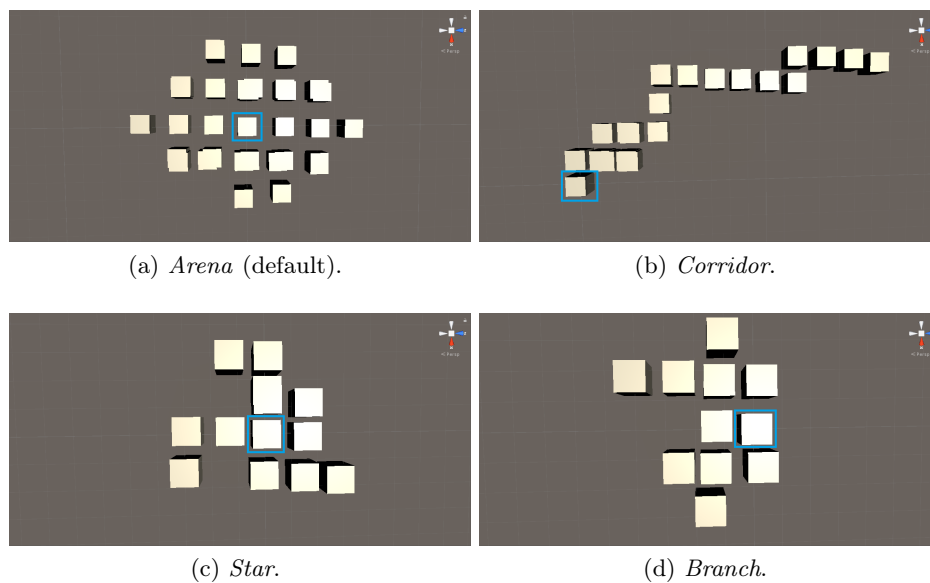 (a) Arena (default).
(b) Corridor.
(c) Star.
(d) Branch.